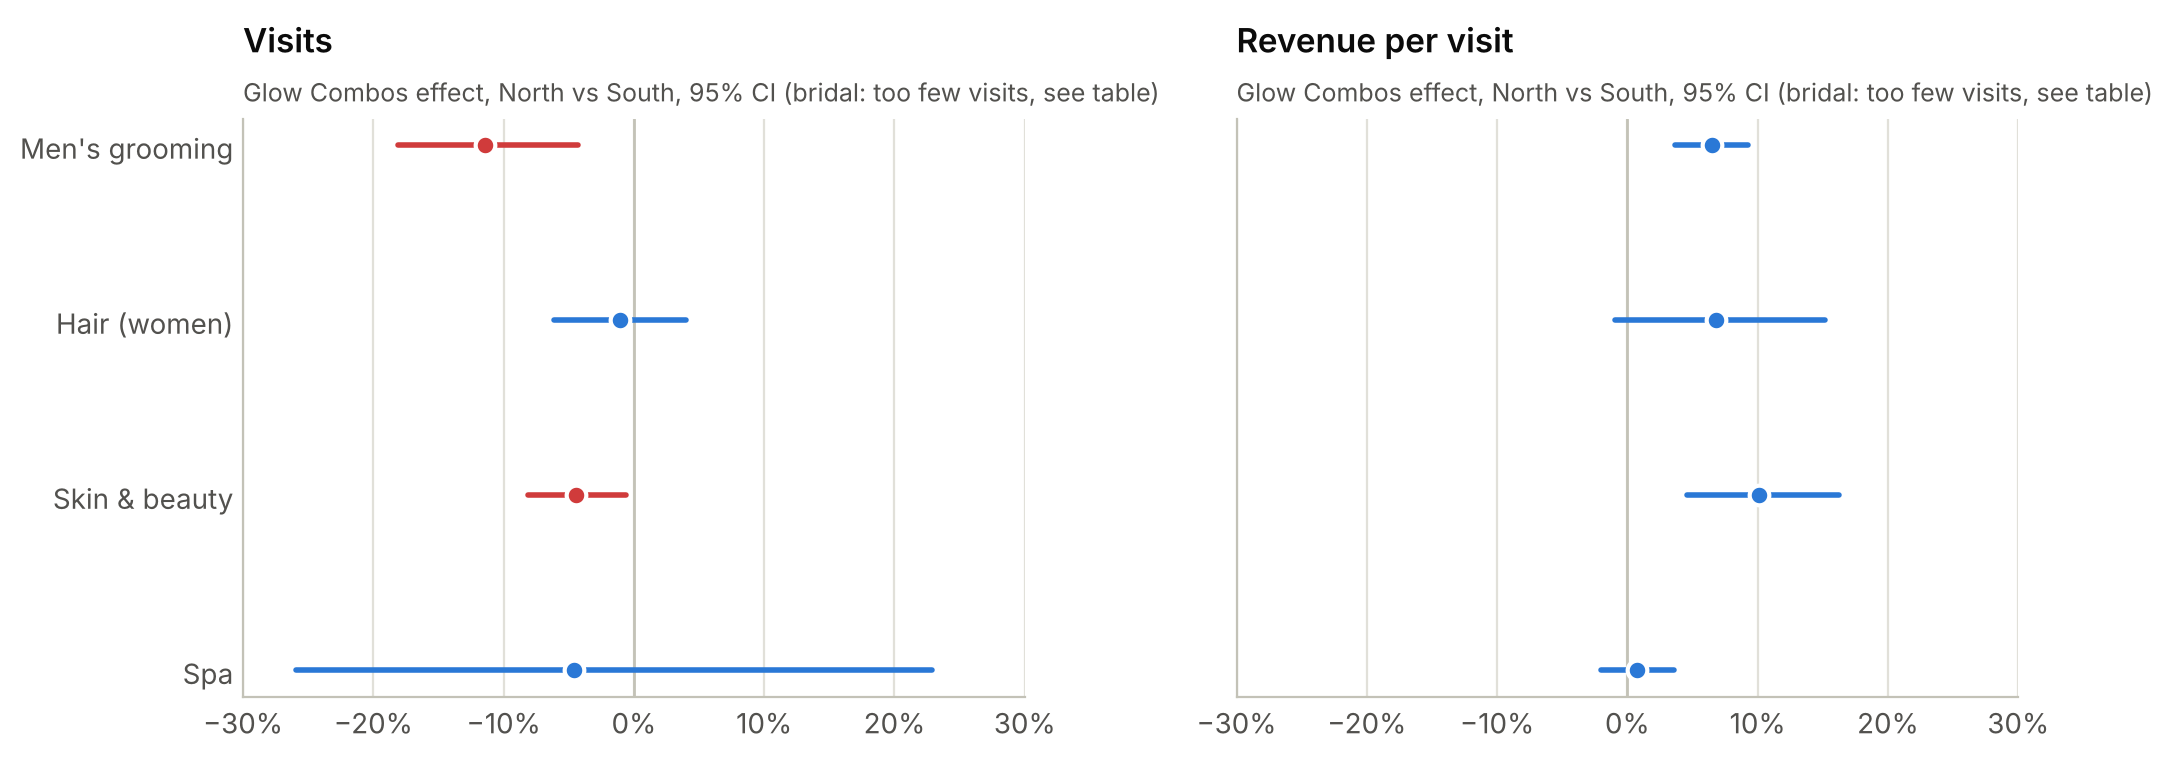 Visits
Glow Combos effect, North vs South, 95% CI (bridal: too few visits, see table)
Men's grooming
Hair (women)
Skin & beauty
Spa
−30% −20% −10% 0% 10% 20% 30%
Revenue per visit
Glow Combos effect, North vs South, 95% CI (bridal: too few visits, see table)
−30% −20% −10% 0% 10% 20% 30%